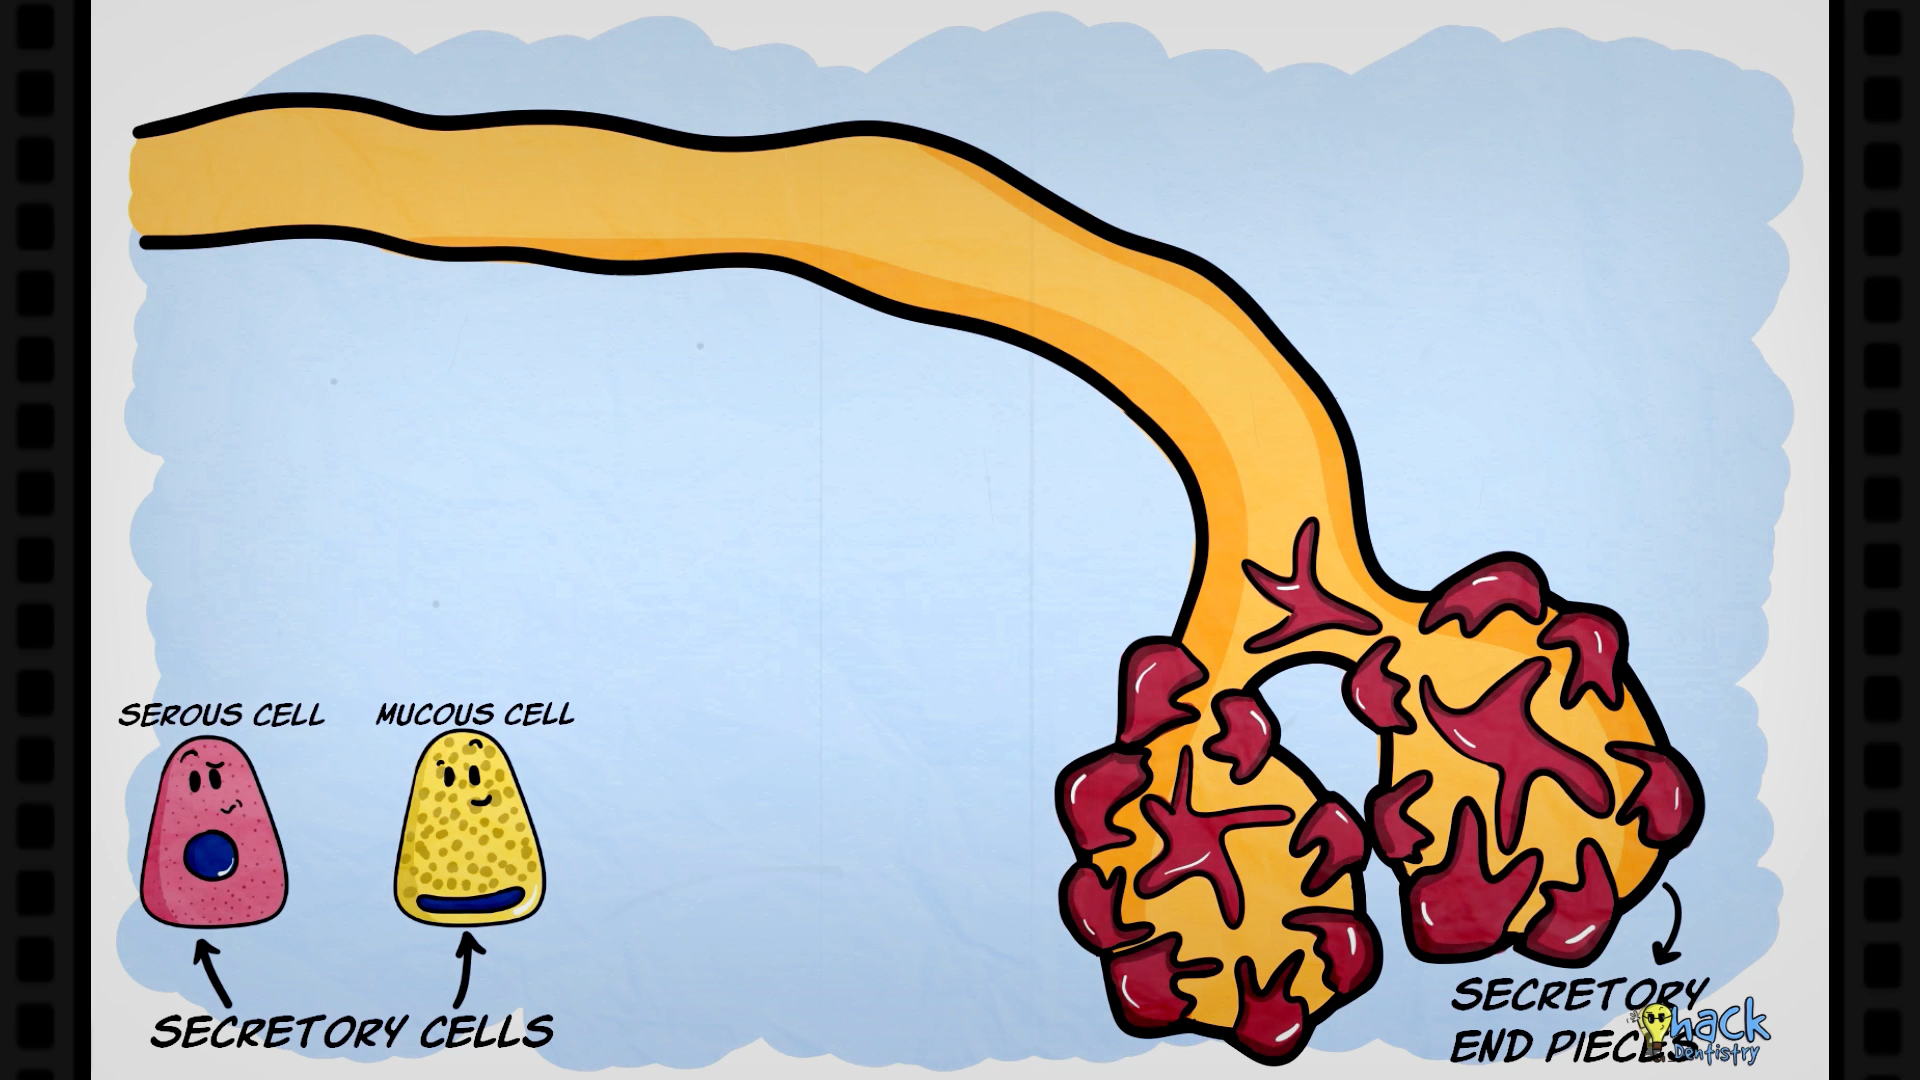 SEROUS CELL
MUCOUS CELL
SECRETORY CELLS
SECRETORY
END PIECES
hack
Dentistry